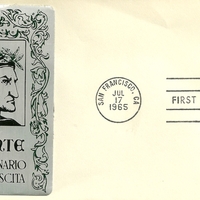 NTE
NARIO
SCITA
SAN FRANCISCO, CA
JUL
17
1965
FIRST